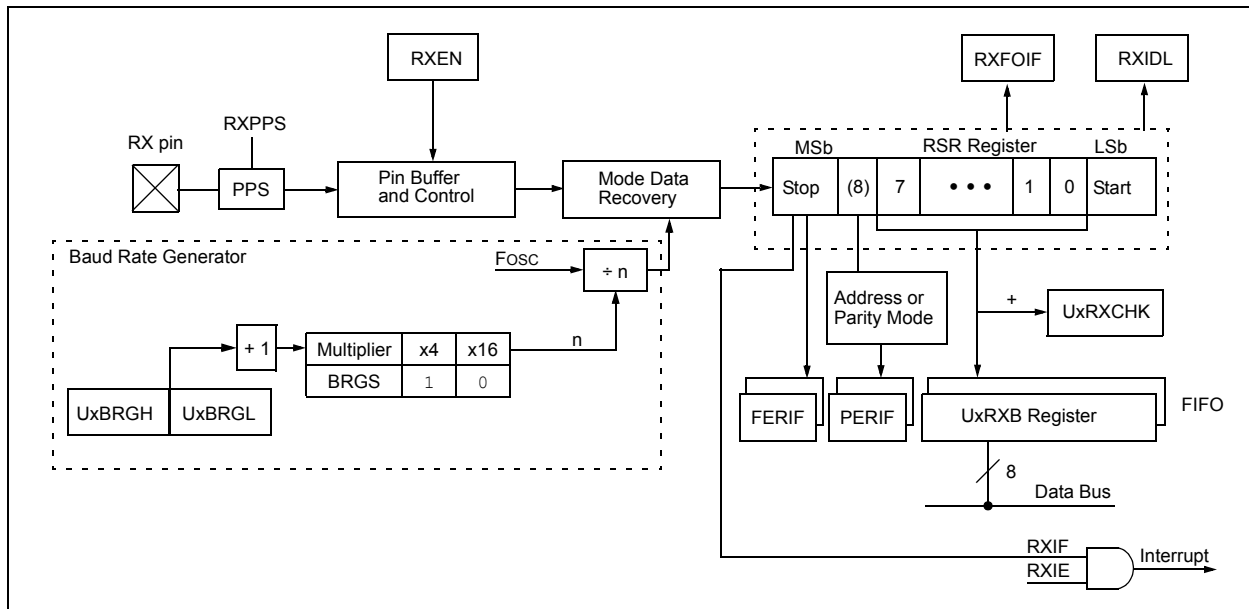 RXEN
RXFOIF
RXIDL
RXPPS
RX pin
MSb
RSR Register
LSb
PPS
Pin Buffer
and Control
Mode Data
Recovery
Stop
(8)
7
• • •
1
0
Start
Baud Rate Generator
FOSC
÷ n
Address or
Parity Mode
+
UxRXCHK
+ 1
Multiplier
x4
x16
n
BRGS
1
0
UxBRGH
UxBRGL
FERIF
PERIF
UxRXB Register
FIFO
8
Data Bus
RXIF
RXIE
Interrupt